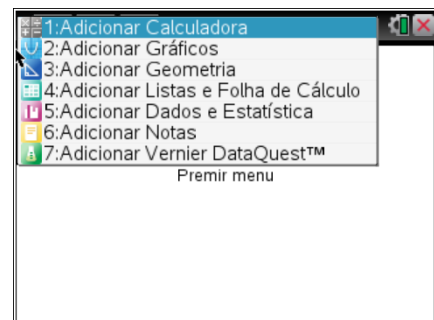 1:Adicionar Calculadora
2:Adicionar Gráficos
3:Adicionar Geometria
4:Adicionar Listas e Folha de Cálculo
5:Adicionar Dados e Estatística
6:Adicionar Notas
7:Adicionar Vernier DataQuest™
Premir menu